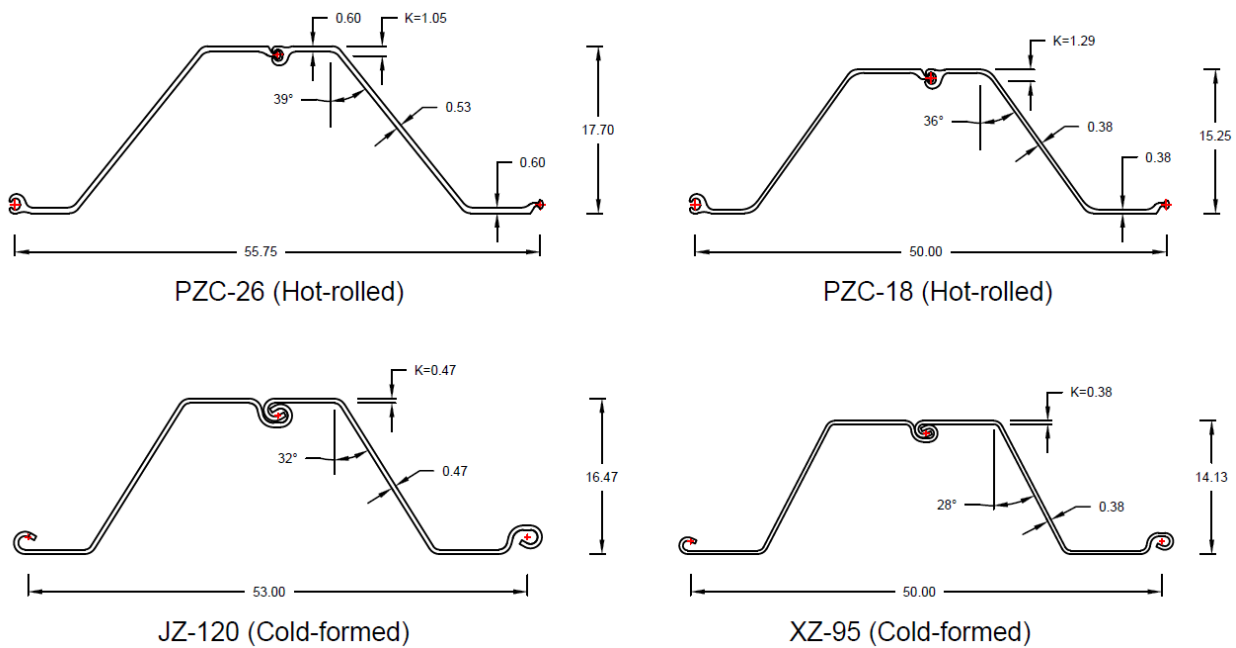 0.60
K=1.05
39°
0.53
17.70
0.60
55.75
PZC-26 (Hot-rolled)
K=1.29
36°
0.38
15.25
0.38
50.00
PZC-18 (Hot-rolled)
K=0.47
32°
0.47
16.47
53.00
JZ-120 (Cold-formed)
K=0.38
28°
0.38
14.13
50.00
XZ-95 (Cold-formed)